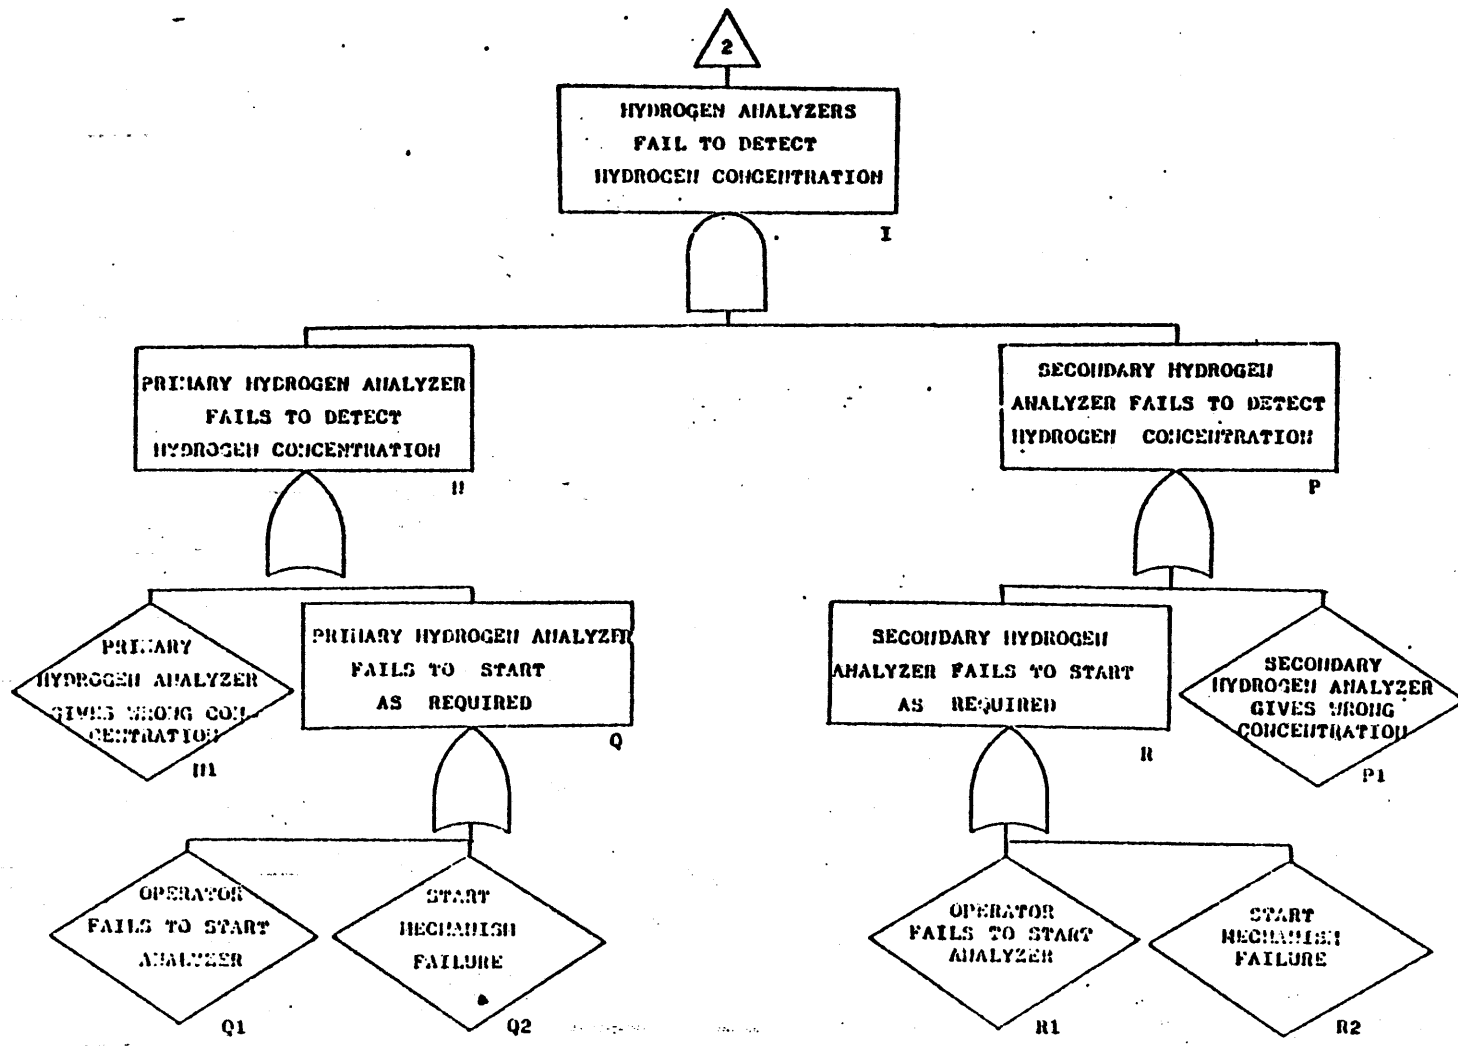 2
HYDROGEN ANALYZERS
FAIL TO DETECT
HYDROGEN CONCENTRATION
I
PRIMARY HYDROGEN ANALYZER
FAILS TO DETECT
HYDROGEN CONCENTRATION
N
SECONDARY HYDROGEN
ANALYZER FAILS TO DETECT
HYDROGEN CONCENTRATION
P
PRIMARY
HYDROGEN ANALYZER
GIVES WRONG CON-
CENTRATION
N1
PRIMARY HYDROGEN ANALYZER
FAILS TO START
AS REQUIRED
Q
SECONDARY HYDROGEN
ANALYZER FAILS TO START
AS REQUIRED
R
SECONDARY
HYDROGEN ANALYZER
GIVES WRONG
CONCENTRATION
P1
OPERATOR
FAILS TO START
ANALYZER
Q1
START
MECHANISM
FAILURE
Q2
OPERATOR
FAILS TO START
ANALYZER
R1
START
MECHANISM
FAILURE
R2